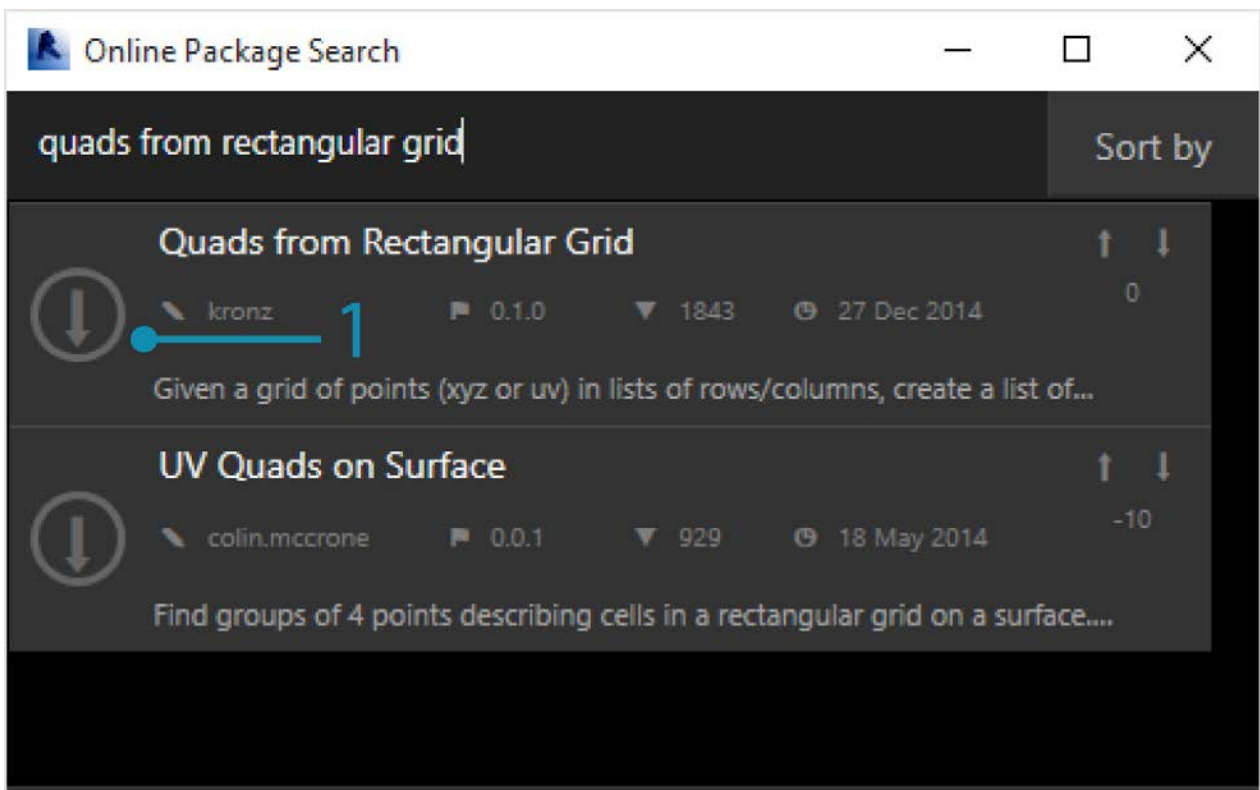 Online Package Search
quads from rectangular grid Sort by
Quads from Rectangular Grid
kronz 0.1.0 1843 27 Dec 2014 0
1
Given a grid of points (xyz or uv) in lists of rows/columns, create a list of...
UV Quads on Surface
colin.mccrone 0.0.1 929 18 May 2014 -10
Find groups of 4 points describing cells in a rectangular grid on a surface....